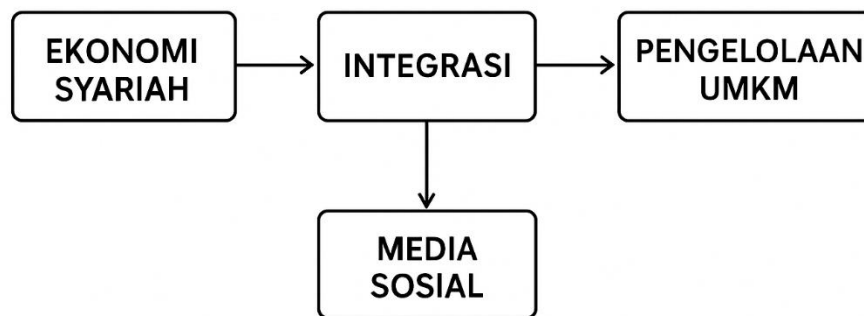 EKONOMI
SYARIAH
INTEGRASI
PENGELOLAAN
UMKM
MEDIA
SOSIAL